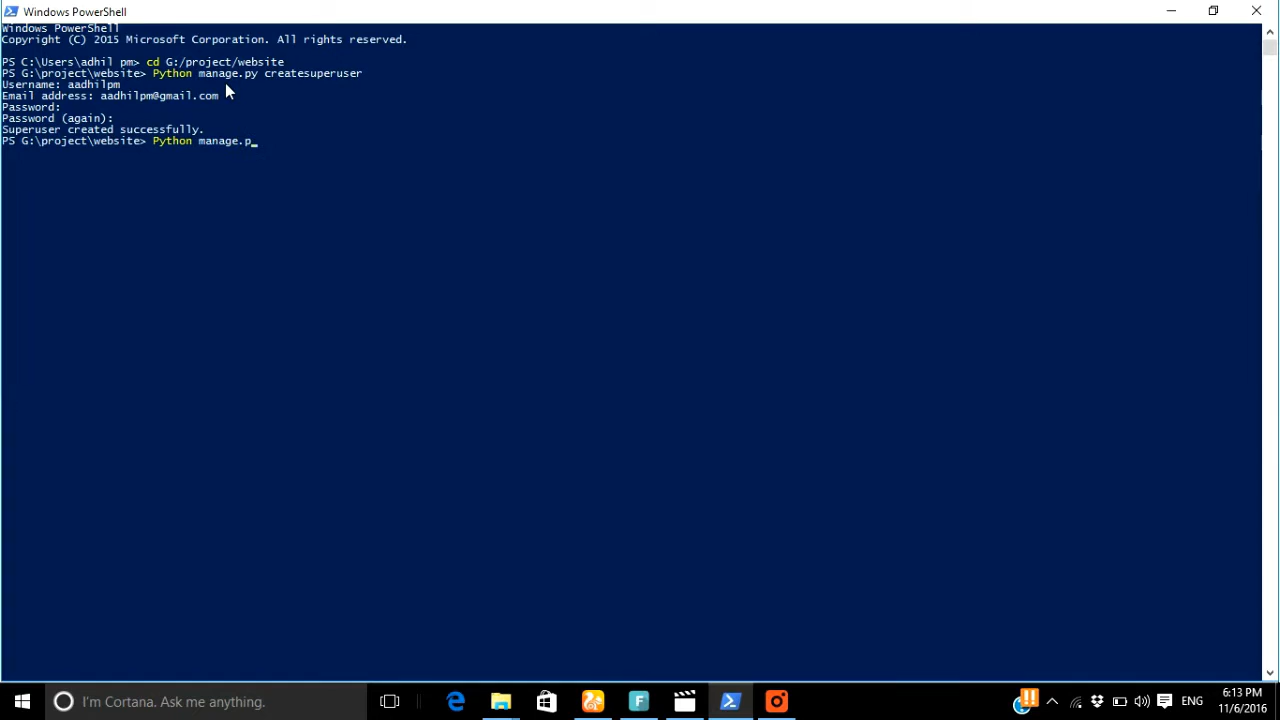 Windows PowerShell
Windows PowerShell
Copyright (C) 2015 Microsoft Corporation. All rights reserved.
PS C:\Users\adhil pm> cd G:/project/website
PS G:\project\website> Python manage.py createsuperuser
Username: aadhilpm
Email address: aadhilpm@gmail.com
Password:
Password (again):
Superuser created successfully.
PS G:\project\website> Python manage.p_
I'm Cortana. Ask me anything.
F
ENG
6:13 PM
11/6/2016